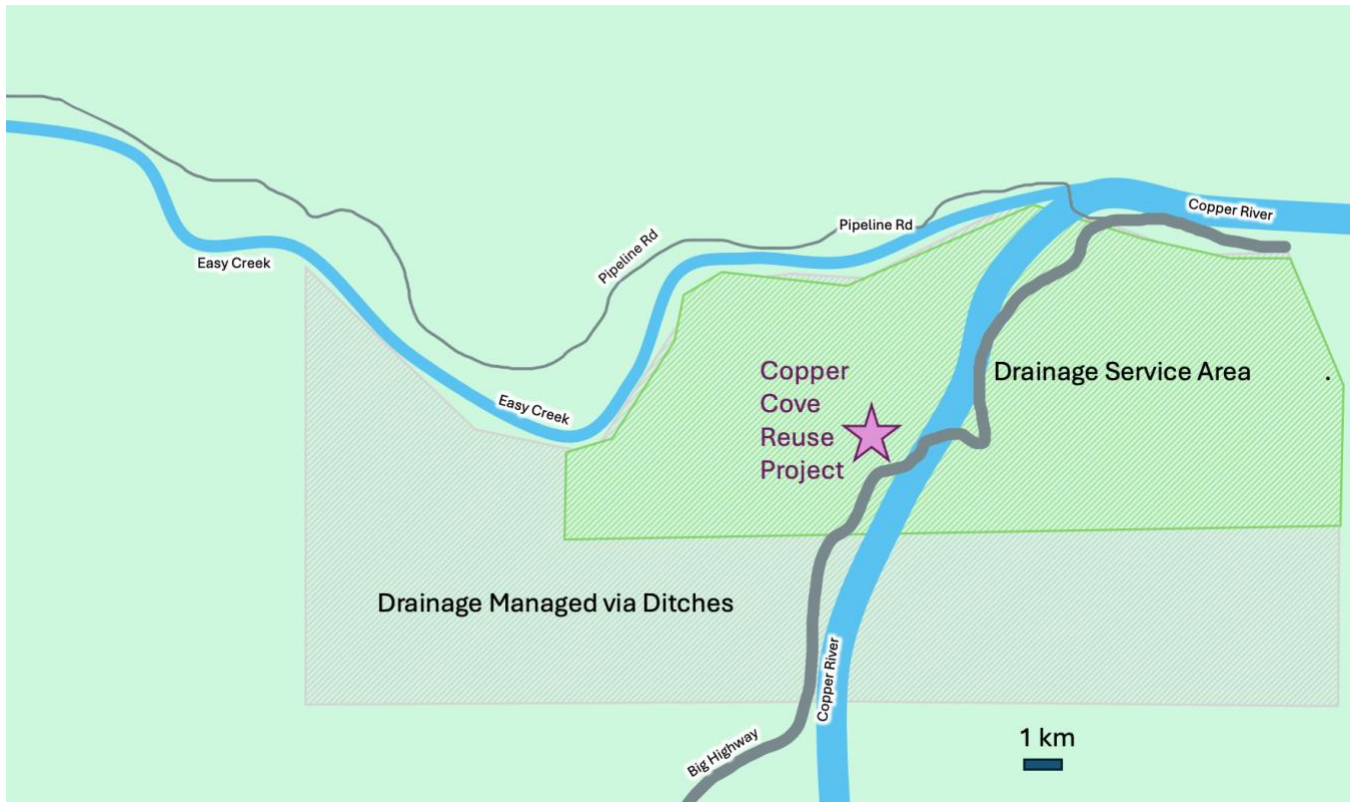 Copper River
Pipeline Rd
Pipeline Rd
Easy Creek
Copper
Cove
Reuse
Project
Drainage Service Area .
Easy Creek
Drainage Managed via Ditches
Copper River
Big Highway
1 km